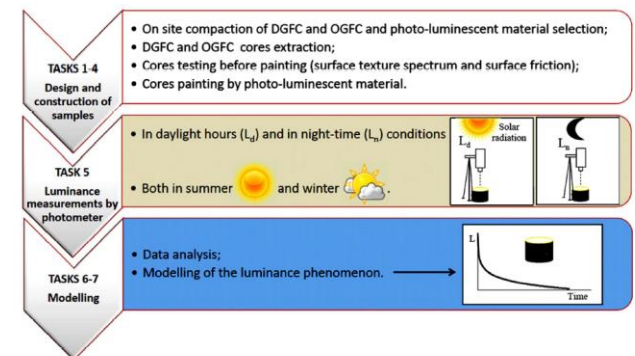 • On site compaction of DGFC and OGFC and photo-luminescent material selection;
• DGFC and OGFC cores extraction;
• Cores testing before painting (surface texture spectrum and surface friction);
• Cores painting by photo-luminescent material.
TASKS 1-4
Design and
construction of
samples
• In daylight hours (Ld) and in night-time (Ln) conditions
• Both in summer and winter .
Solar
radiation
Ld
Ln
TASK 5
Luminance
measurements by
photometer
• Data analysis;
• Modelling of the luminance phenomenon.
L
Time
TASKS 6-7
Modelling